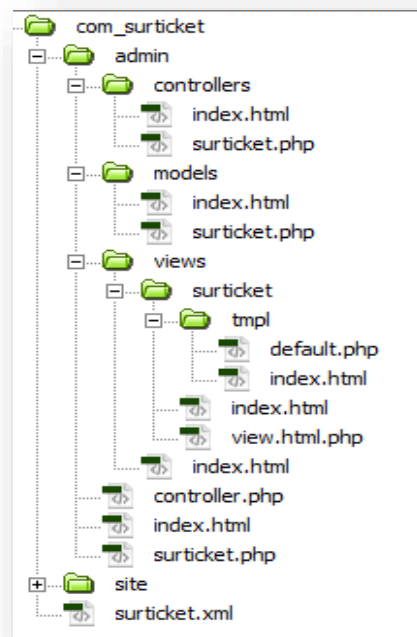 com_surticket
admin
controllers
index.html
surticket.php
models
index.html
surticket.php
views
surticket
tmpl
default.php
index.html
index.html
view.html.php
index.html
controller.php
index.html
surticket.php
site
surticket.xml